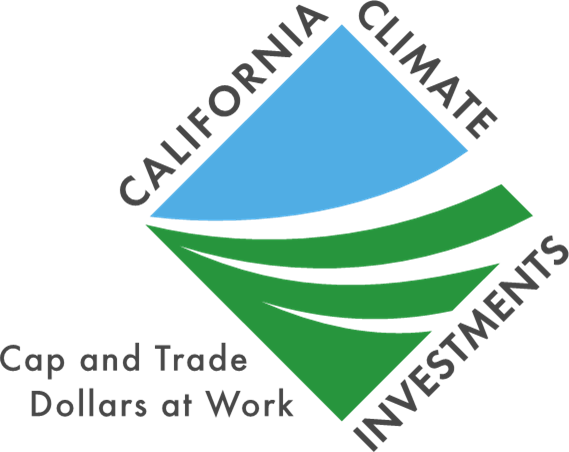 CALIFORNIA
CLIMATE
INVESTMENTS
Cap and Trade
Dollars at Work